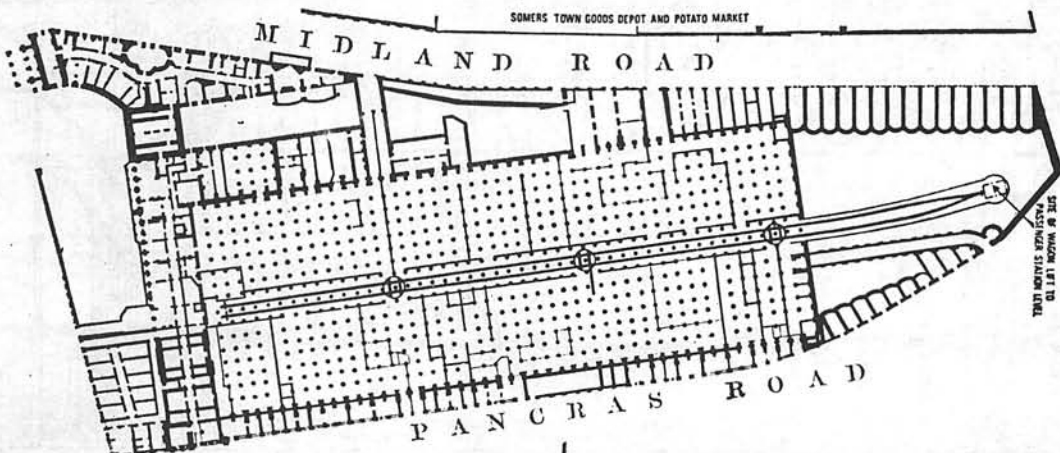 SOMERS TOWN GOODS DEPOT AND POTATO MARKET
MIDLAND ROAD
SITE OF WAGON LIFT TO
PASSENGER STATION LEVEL
PANCRAS ROAD